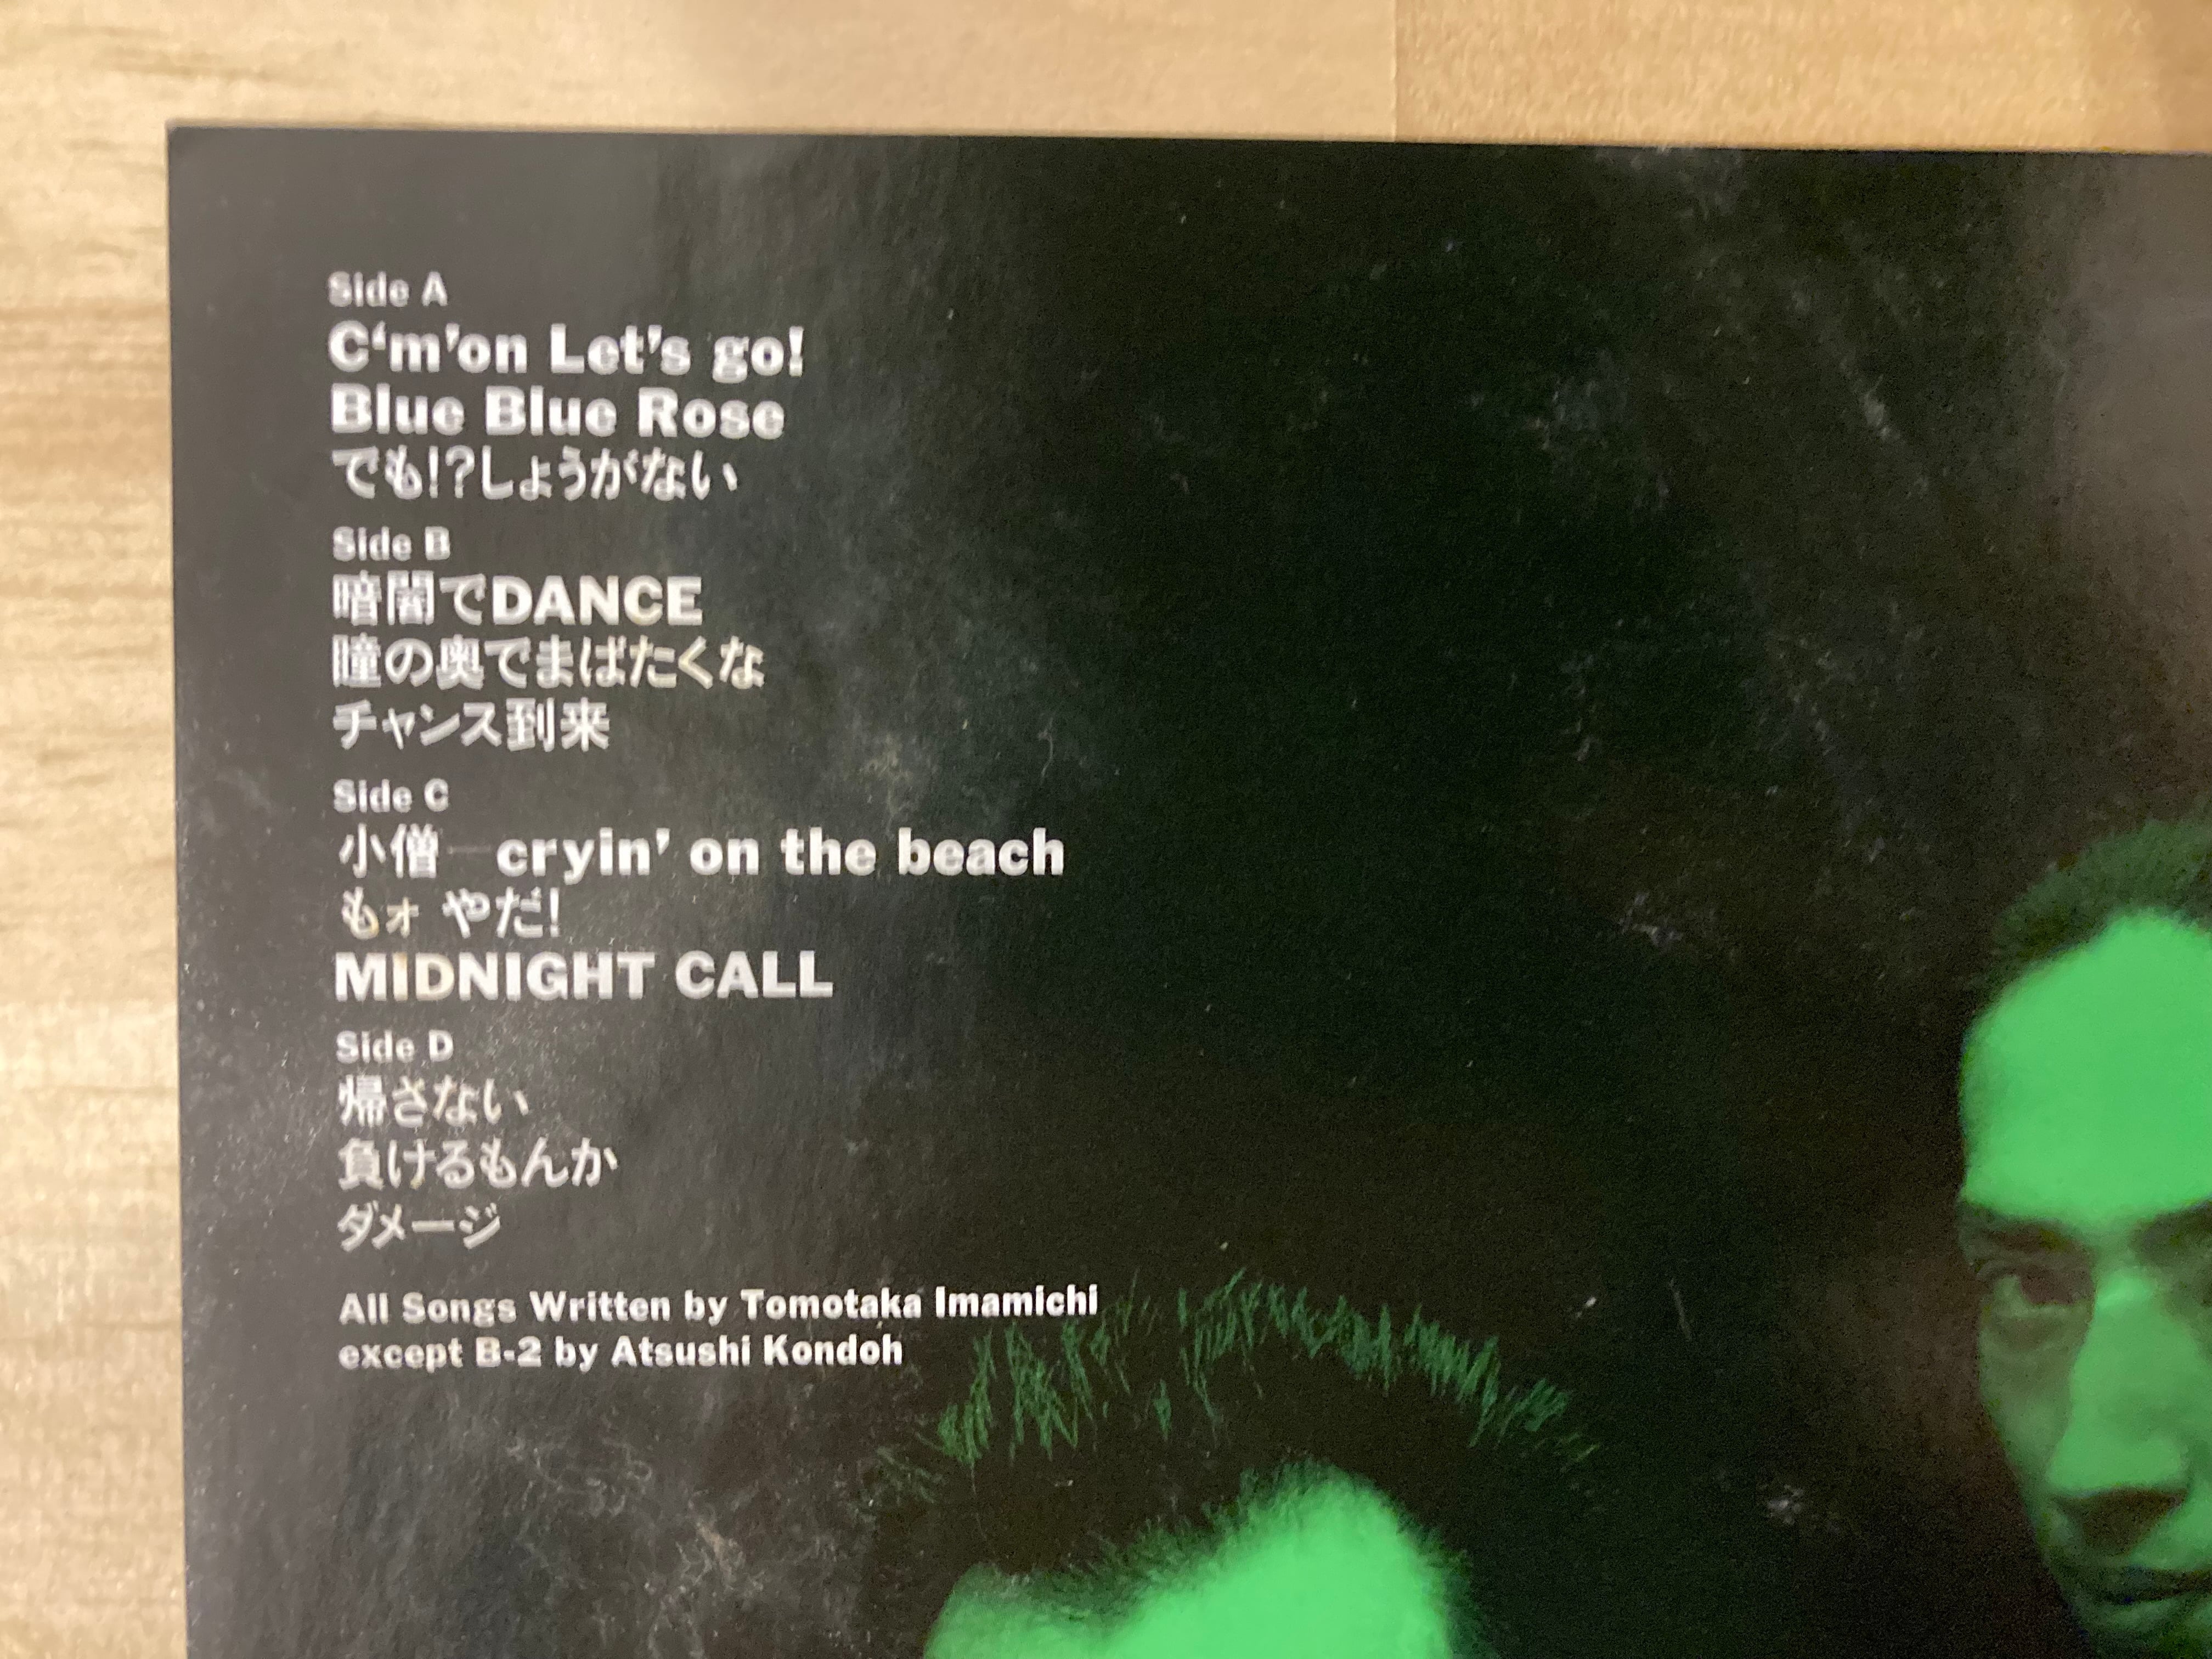 Side A
C‘m’on Let’s go!
Blue Blue Rose
でも!?しょうがない
Side B
暗闇でDANCE
瞳の奥でまばたくな
チャンス到来
Side C
小僧—cryin’ on the beach
もォ やだ!
MIDNIGHT CALL
Side D
帰さない
負けるもんか
ダメージ
All Songs Written by Tomotaka Imamichi
except B-2 by Atsushi Kondoh